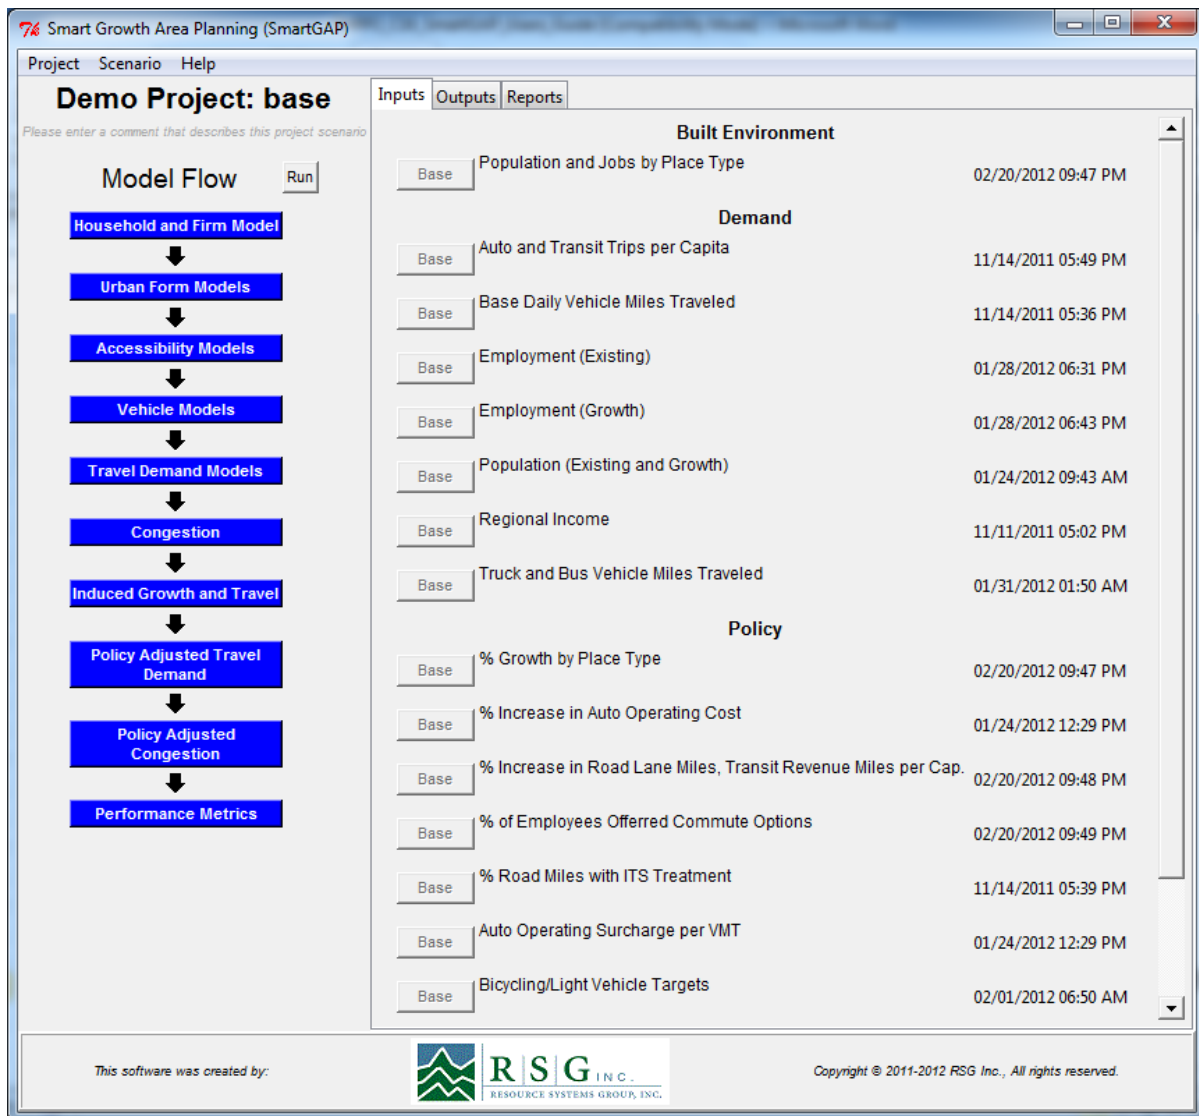 Smart Growth Area Planning (SmartGAP)
Project Scenario Help
Demo Project: base
Please enter a comment that describes this project scenario
Model Flow
Run
Household and Firm Model
Urban Form Models
Accessibility Models
Vehicle Models
Travel Demand Models
Congestion
Induced Growth and Travel
Policy Adjusted Travel
Demand
Policy Adjusted
Congestion
Performance Metrics
Inputs Outputs Reports
Built Environment
Base Population and Jobs by Place Type 02/20/2012 09:47 PM
Demand
Base Auto and Transit Trips per Capita 11/14/2011 05:49 PM
Base Base Daily Vehicle Miles Traveled 11/14/2011 05:36 PM
Base Employment (Existing) 01/28/2012 06:31 PM
Base Employment (Growth) 01/28/2012 06:43 PM
Base Population (Existing and Growth) 01/24/2012 09:43 AM
Base Regional Income 11/11/2011 05:02 PM
Base Truck and Bus Vehicle Miles Traveled 01/31/2012 01:50 AM
Policy
Base % Growth by Place Type 02/20/2012 09:47 PM
Base % Increase in Auto Operating Cost 01/24/2012 12:29 PM
Base % Increase in Road Lane Miles, Transit Revenue Miles per Cap. 02/20/2012 09:48 PM
Base % of Employees Offerred Commute Options 02/20/2012 09:49 PM
Base % Road Miles with ITS Treatment 11/14/2011 05:39 PM
Base Auto Operating Surcharge per VMT 01/24/2012 12:29 PM
Base Bicycling/Light Vehicle Targets 02/01/2012 06:50 AM
This software was created by:
RSG INC.
RESOURCE SYSTEMS GROUP, INC.
Copyright © 2011-2012 RSG Inc., All rights reserved.